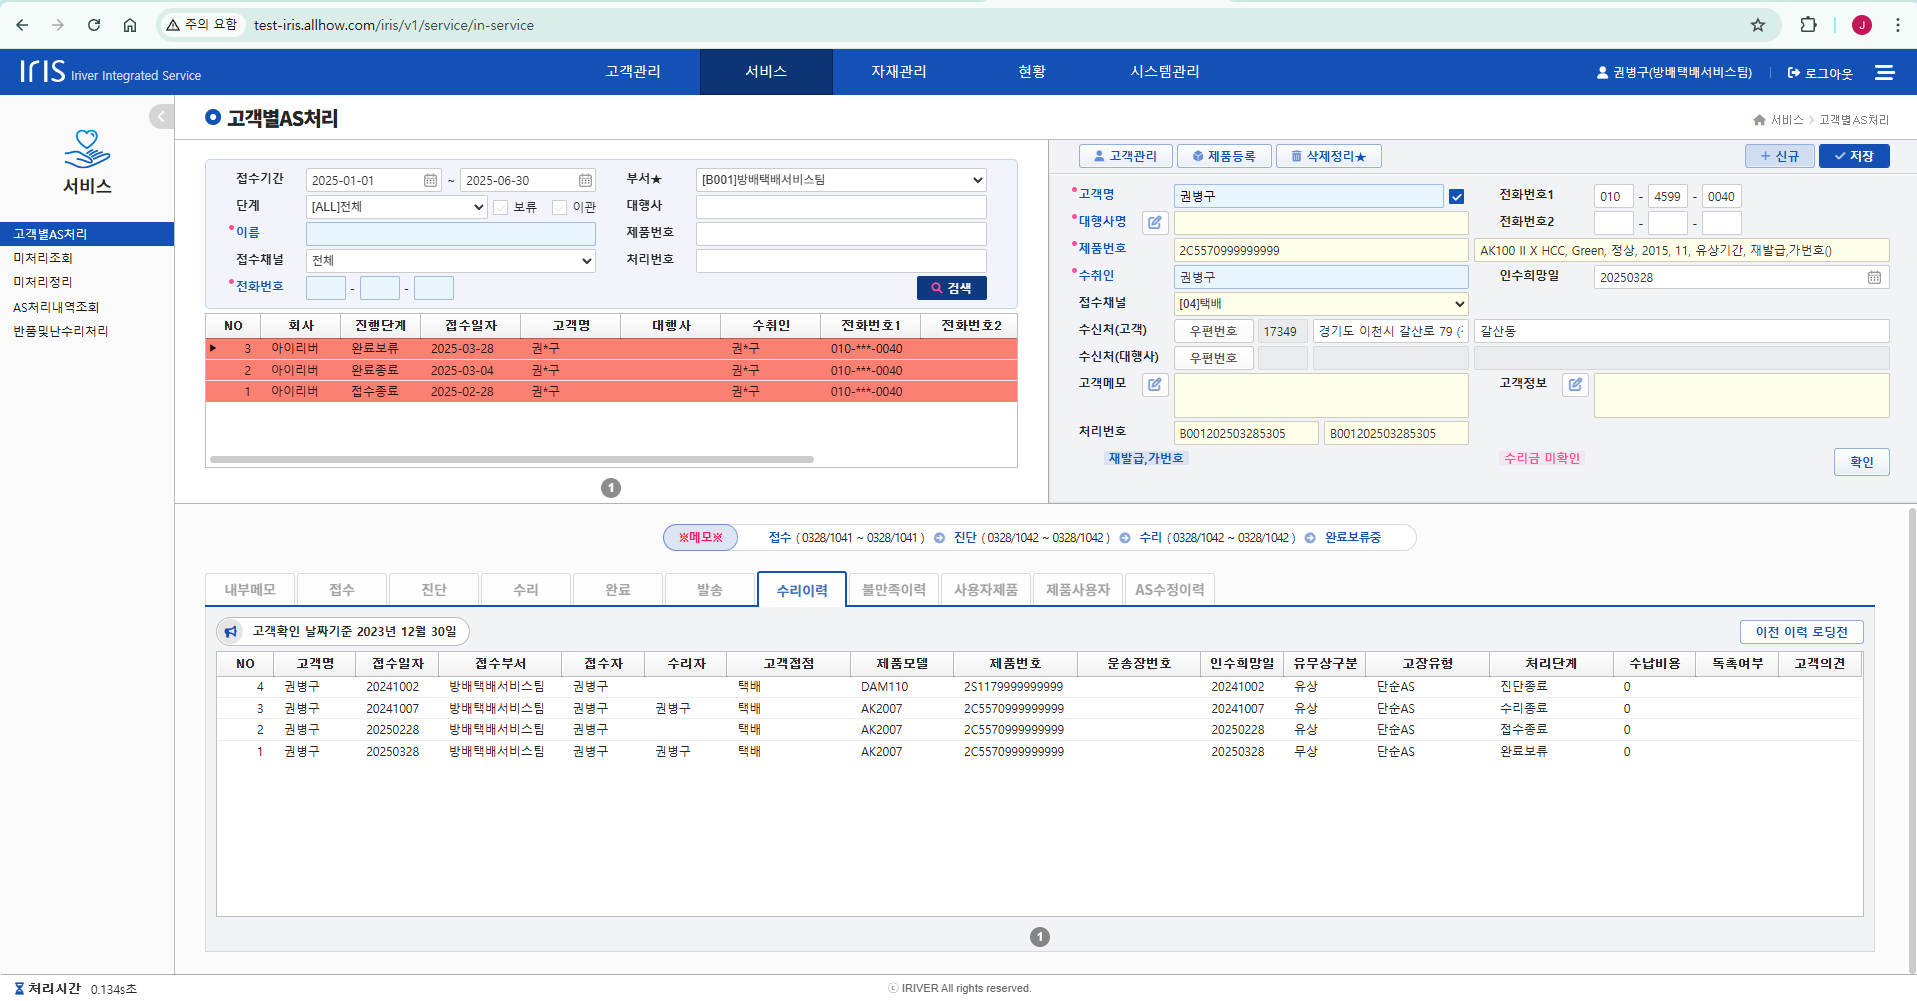 주의 요함 test-iris.allhow.com/iris/v1/service/in-service J
IRIS Iriver Integrated Service 고객관리 서비스 자재관리 현황 시스템관리 권병구(방배택배서비스팀) 로그아웃
서비스
고객별AS처리
미처리조회
미처리정리
AS처리내역조회
반품및난수리처리
고객별AS처리
서비스 > 고객별AS처리
접수기간 2025-01-01 ~ 2025-06-30 부서★ [B001]방배택배서비스팀
단계 [ALL]전체 보류 이관 대행사
이름 제품번호
접수채널 전체 처리번호
전화번호 - - 검색
NO 회사 진행단계 접수일자 고객명 대행사 수취인 전화번호1 전화번호2
3 아이리버 완료보류 2025-03-28 권*구 권*구 010-***-0040
2 아이리버 완료종료 2025-03-04 권*구 권*구 010-***-0040
1 아이리버 접수종료 2025-02-28 권*구 권*구 010-***-0040
1
고객관리 제품등록 삭제정리★ + 신규 저장
고객명 권병구 전화번호1 010 - 4599 - 0040
대행사명 전화번호2 - -
제품번호 2C5570999999999 AK100 II X HCC, Green, 정상, 2015, 11, 유상기간, 재발급,가번호()
수취인 권병구 인수희망일 20250328
접수채널 [04]택배
수신처(고객) 우편번호 17349 경기도 이천시 갈산로 79 ( 갈산동
수신처(대행사) 우편번호
고객메모 고객정보
처리번호 B001202503285305 B001202503285305
재발급,가번호 수리금 미확인 확인
※메모※ 접수 ( 0328/1041 ~ 0328/1041 ) 진단 ( 0328/1042 ~ 0328/1042 ) 수리 ( 0328/1042 ~ 0328/1042 ) 완료보류중
내부메모 접수 진단 수리 완료 발송 수리이력 불만족이력 사용자제품 제품사용자 AS수정이력
고객확인 날짜기준 2023년 12월 30일 이전 이력 로딩전
NO 고객명 접수일자 접수부서 접수자 수리자 고객접점 제품모델 제품번호 운송장번호 인수희망일 유무상구분 고장유형 처리단계 수납비용 독촉여부 고객의견
4 권병구 20241002 방배택배서비스팀 권병구 택배 DAM110 2S1179999999999 20241002 유상 단순AS 진단종료 0
3 권병구 20241007 방배택배서비스팀 권병구 권병구 택배 AK2007 2C5570999999999 20241007 유상 단순AS 수리종료 0
2 권병구 20250228 방배택배서비스팀 권병구 택배 AK2007 2C5570999999999 20250228 유상 단순AS 접수종료 0
1 권병구 20250328 방배택배서비스팀 권병구 권병구 택배 AK2007 2C5570999999999 20250328 무상 단순AS 완료보류 0
1
처리시간 0.134s초 ⓒ IRIVER All rights reserved.